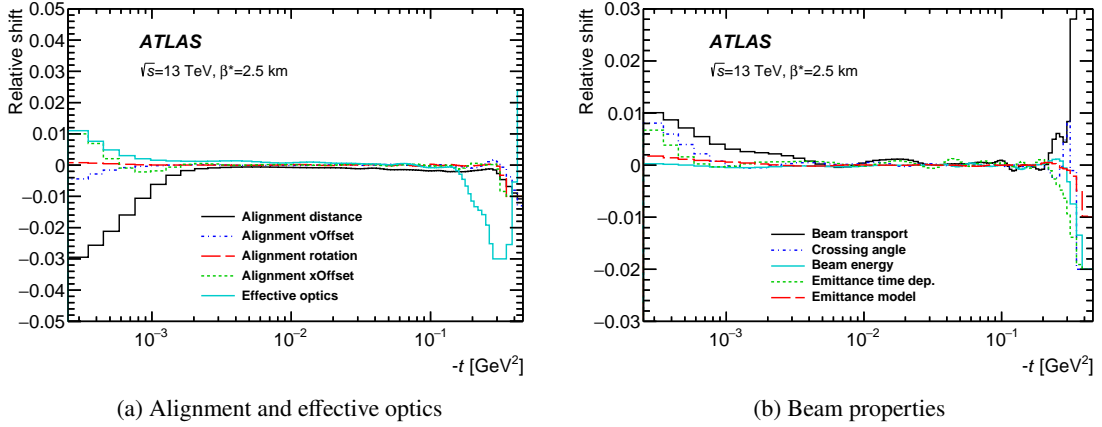 Relative shift
0.05
0.04
0.03
0.02
0.01
0
−0.01
−0.02
−0.03
−0.04
−0.05
ATLAS
√s=13 TeV, β*=2.5 km
Alignment distance
Alignment vOffset
Alignment rotation
Alignment xOffset
Effective optics
10⁻³
10⁻²
10⁻¹
-t [GeV²]
(a) Alignment and effective optics
Relative shift
0.03
0.02
0.01
0
−0.01
−0.02
−0.03
ATLAS
√s=13 TeV, β*=2.5 km
Beam transport
Crossing angle
Beam energy
Emittance time dep.
Emittance model
10⁻³
10⁻²
10⁻¹
-t [GeV²]
(b) Beam properties